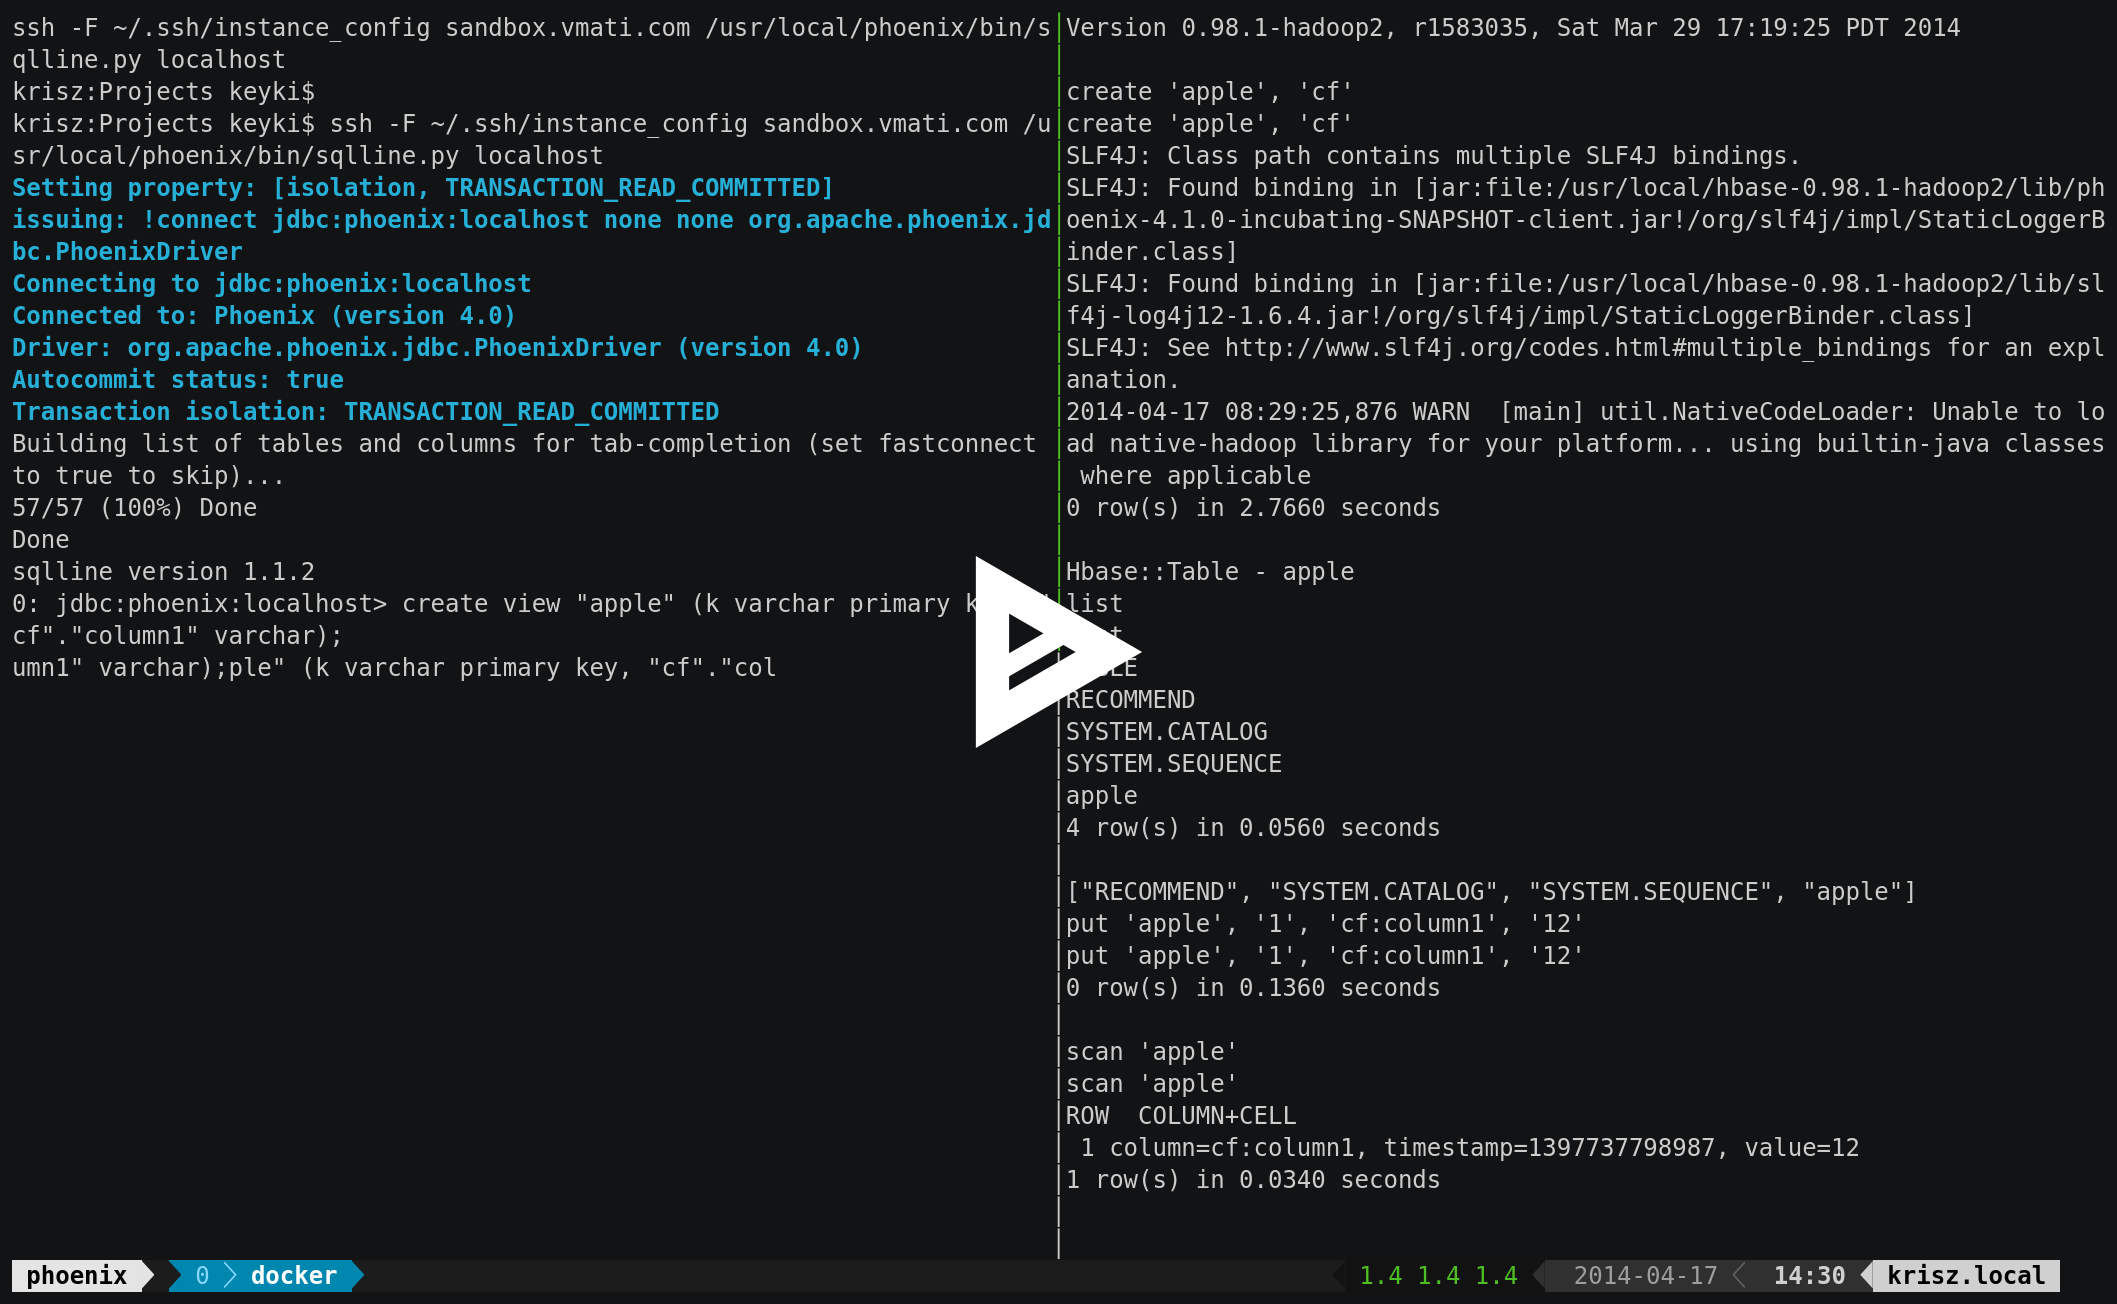 ssh -F ~/.ssh/instance_config sandbox.vmati.com /usr/local/phoenix/bin/s
qlline.py localhost
krisz:Projects keyki$
krisz:Projects keyki$ ssh -F ~/.ssh/instance_config sandbox.vmati.com /u
sr/local/phoenix/bin/sqlline.py localhost
Setting property: [isolation, TRANSACTION_READ_COMMITTED]
issuing: !connect jdbc:phoenix:localhost none none org.apache.phoenix.jd
bc.PhoenixDriver
Connecting to jdbc:phoenix:localhost
Connected to: Phoenix (version 4.0)
Driver: org.apache.phoenix.jdbc.PhoenixDriver (version 4.0)
Autocommit status: true
Transaction isolation: TRANSACTION_READ_COMMITTED
Building list of tables and columns for tab-completion (set fastconnect
to true to skip)...
57/57 (100%) Done
Done
sqlline version 1.1.2
0: jdbc:phoenix:localhost> create view "apple" (k varchar primary
cf"."column1" varchar);
umn1" varchar);ple" (k varchar primary key, "cf"."col
Version 0.98.1-hadoop2, r1583035, Sat Mar 29 17:19:25 PDT 2014
create 'apple', 'cf'
create 'apple', 'cf'
SLF4J: Class path contains multiple SLF4J bindings.
SLF4J: Found binding in [jar:file:/usr/local/hbase-0.98.1-hadoop2/lib/ph
oenix-4.1.0-incubating-SNAPSHOT-client.jar!/org/slf4j/impl/StaticLoggerB
inder.class]
SLF4J: Found binding in [jar:file:/usr/local/hbase-0.98.1-hadoop2/lib/sl
f4j-log4j12-1.6.4.jar!/org/slf4j/impl/StaticLoggerBinder.class]
SLF4J: See http://www.slf4j.org/codes.html#multiple_bindings for an expl
anation.
2014-04-17 08:29:25,876 WARN  [main] util.NativeCodeLoader: Unable to lo
ad native-hadoop library for your platform... using builtin-java classes
where applicable
0 row(s) in 2.7660 seconds
Hbase::Table - apple
list
RECOMMEND
SYSTEM.CATALOG
SYSTEM.SEQUENCE
apple
4 row(s) in 0.0560 seconds
["RECOMMEND", "SYSTEM.CATALOG", "SYSTEM.SEQUENCE", "apple"]
put 'apple', '1', 'cf:column1', '12'
put 'apple', '1', 'cf:column1', '12'
0 row(s) in 0.1360 seconds
scan 'apple'
scan 'apple'
ROW  COLUMN+CELL
1 column=cf:column1, timestamp=1397737798987, value=12
1 row(s) in 0.0340 seconds
phoenix 0 docker 1.4 1.4 1.4 2014-04-17 14:30 krisz.local